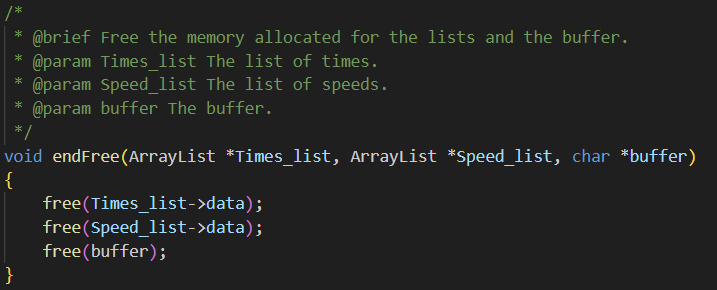 /*
 * @brief Free the memory allocated for the lists and the buffer.
 * @param Times_list The list of times.
 * @param Speed_list The list of speeds.
 * @param buffer The buffer.
 */
void endFree(ArrayList *Times_list, ArrayList *Speed_list, char *buffer)
{
    free(Times_list->data);
    free(Speed_list->data);
    free(buffer);
}